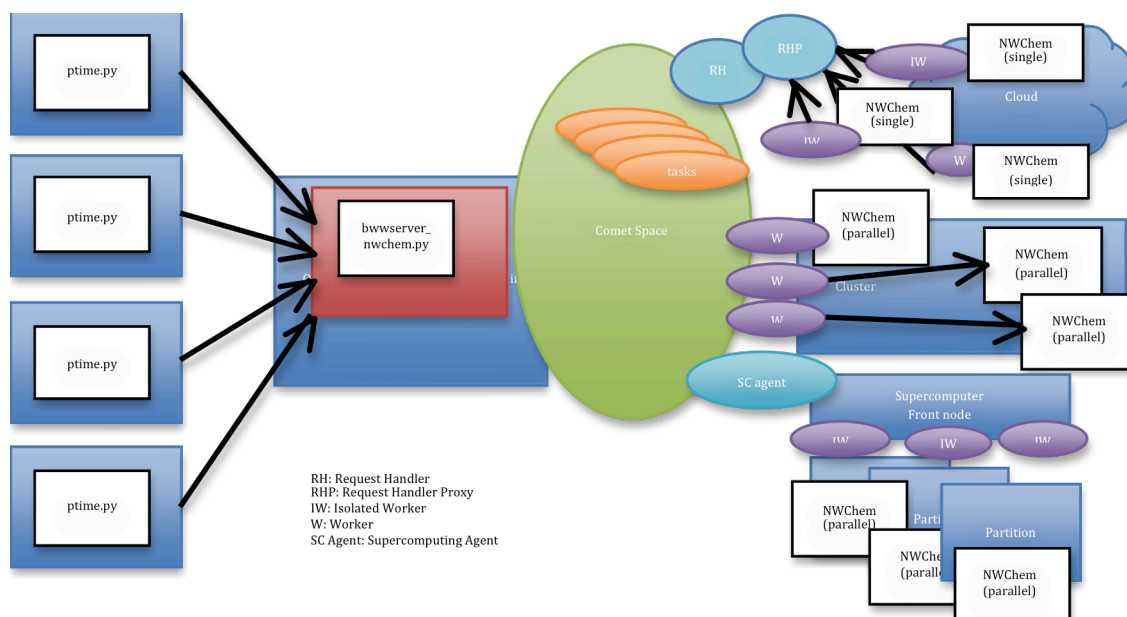 ptime.py
ptime.py
ptime.py
ptime.py
bwwserver_
nwchem.py
Comet Space
tasks
RH
RHP
IW
NWChem
(single)
Cloud
IW
NWChem
(single)
W
NWChem
(single)
W
NWChem
(parallel)
W
Cluster
NWChem
(parallel)
W
NWChem
(parallel)
SC agent
Supercomputer
Front node
IW
IW
IW
NWChem
(parallel)
NWChem
Partition
NWChem
(parallel)
RH: Request Handler
RHP: Request Handler Proxy
IW: Isolated Worker
W: Worker
SC Agent: Supercomputing Agent